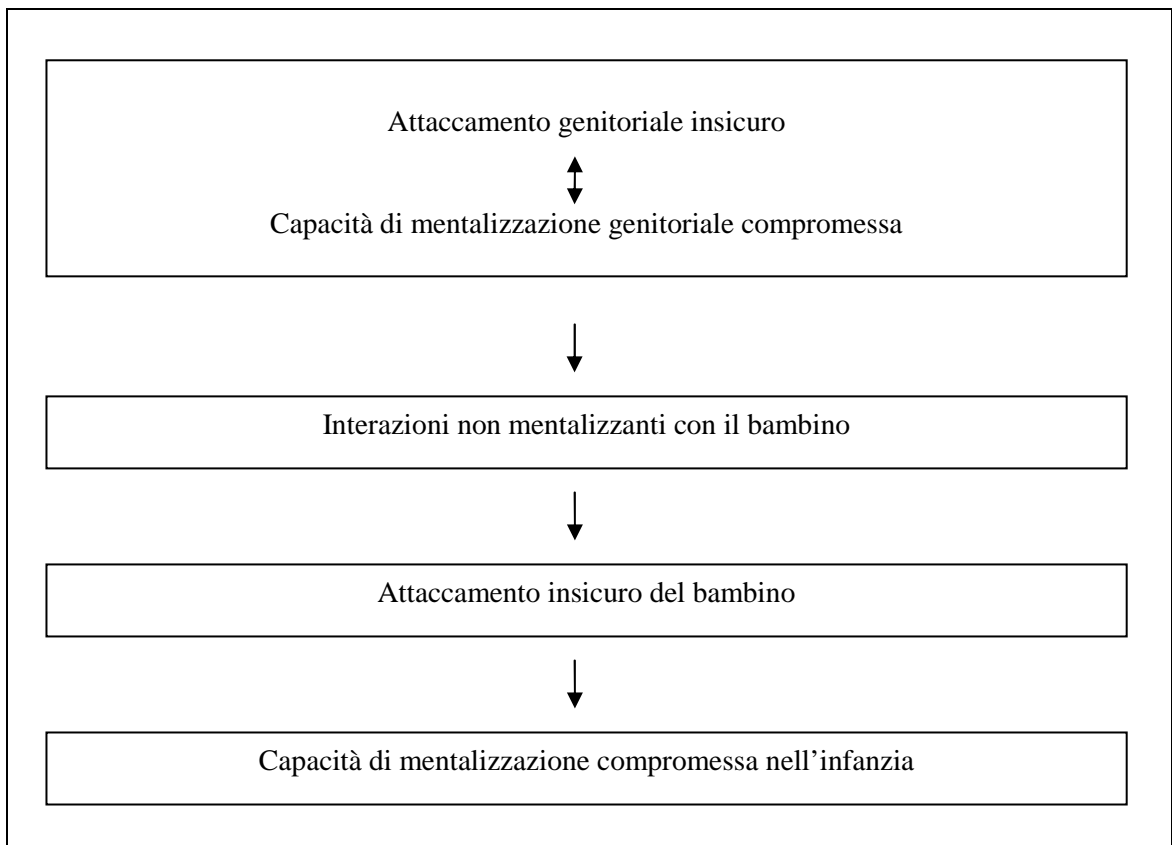 Attaccamento genitoriale insicuro
Capacità di mentalizzazione genitoriale compromessa
Interazioni non mentalizzanti con il bambino
Attaccamento insicuro del bambino
Capacità di mentalizzazione compromessa nell’infanzia